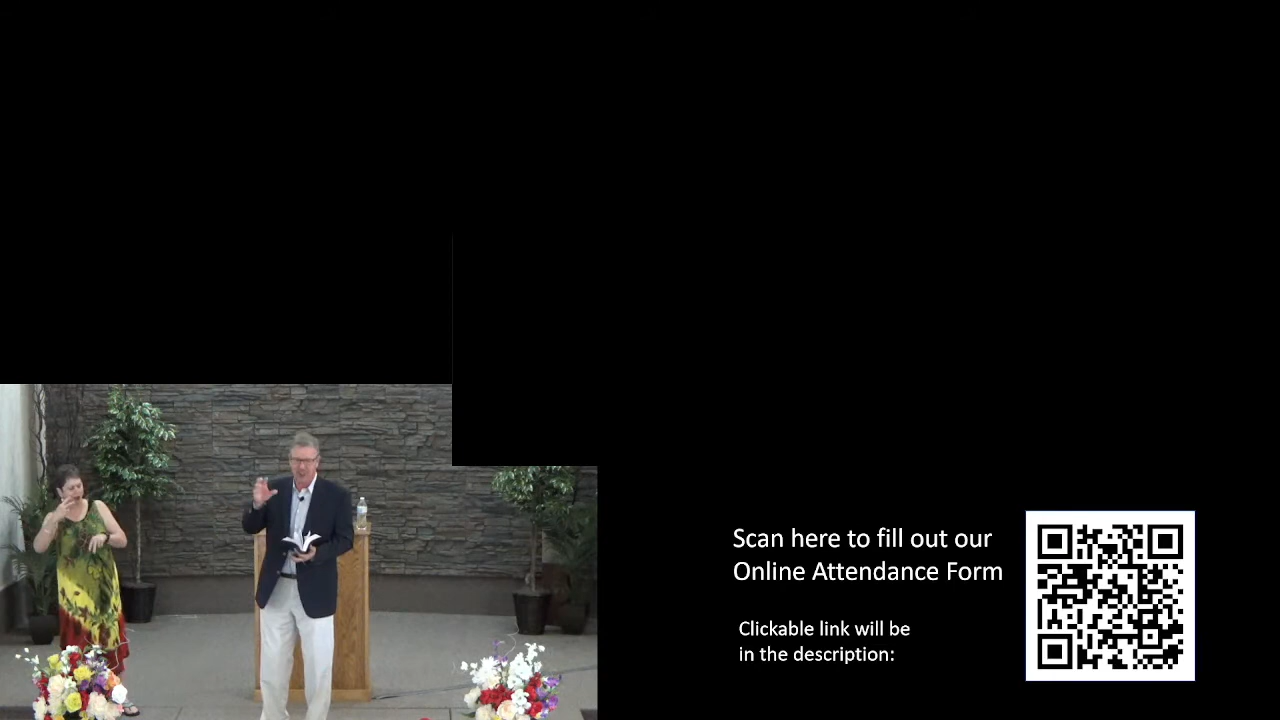 Scan here to fill out our
Online Attendance Form
Clickable link will be
in the description: